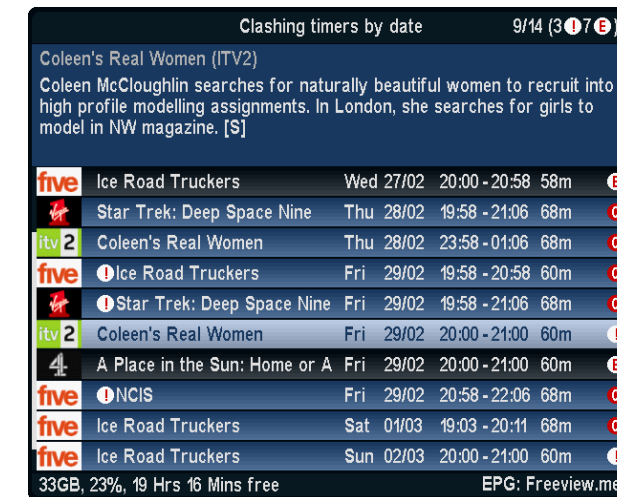 Clashing timers by date 9/14 (3!7E)
Coleen's Real Women (ITV2)
Coleen McCloughlin searches for naturally beautiful women to recruit into
high profile modelling assignments. In London, she searches for girls to
model in NW magazine. [S]
five Ice Road Truckers Wed 27/02 20:00 - 20:58 58m E
Star Trek: Deep Space Nine Thu 28/02 19:58 - 21:06 68m
itv 2 Coleen's Real Women Thu 28/02 23:58 - 01:06 68m
five !Ice Road Truckers Fri 29/02 19:58 - 20:58 60m
!Star Trek: Deep Space Nine Fri 29/02 19:58 - 21:06 68m
itv 2 Coleen's Real Women Fri 29/02 20:00 - 21:00 60m !
4 A Place in the Sun: Home or A Fri 29/02 20:00 - 21:00 60m E
five !NCIS Fri 29/02 20:58 - 22:06 68m
five Ice Road Truckers Sat 01/03 19:03 - 20:11 68m
five Ice Road Truckers Sun 02/03 20:00 - 21:00 60m !
33GB, 23%, 19 Hrs 16 Mins free EPG: Freeview.me